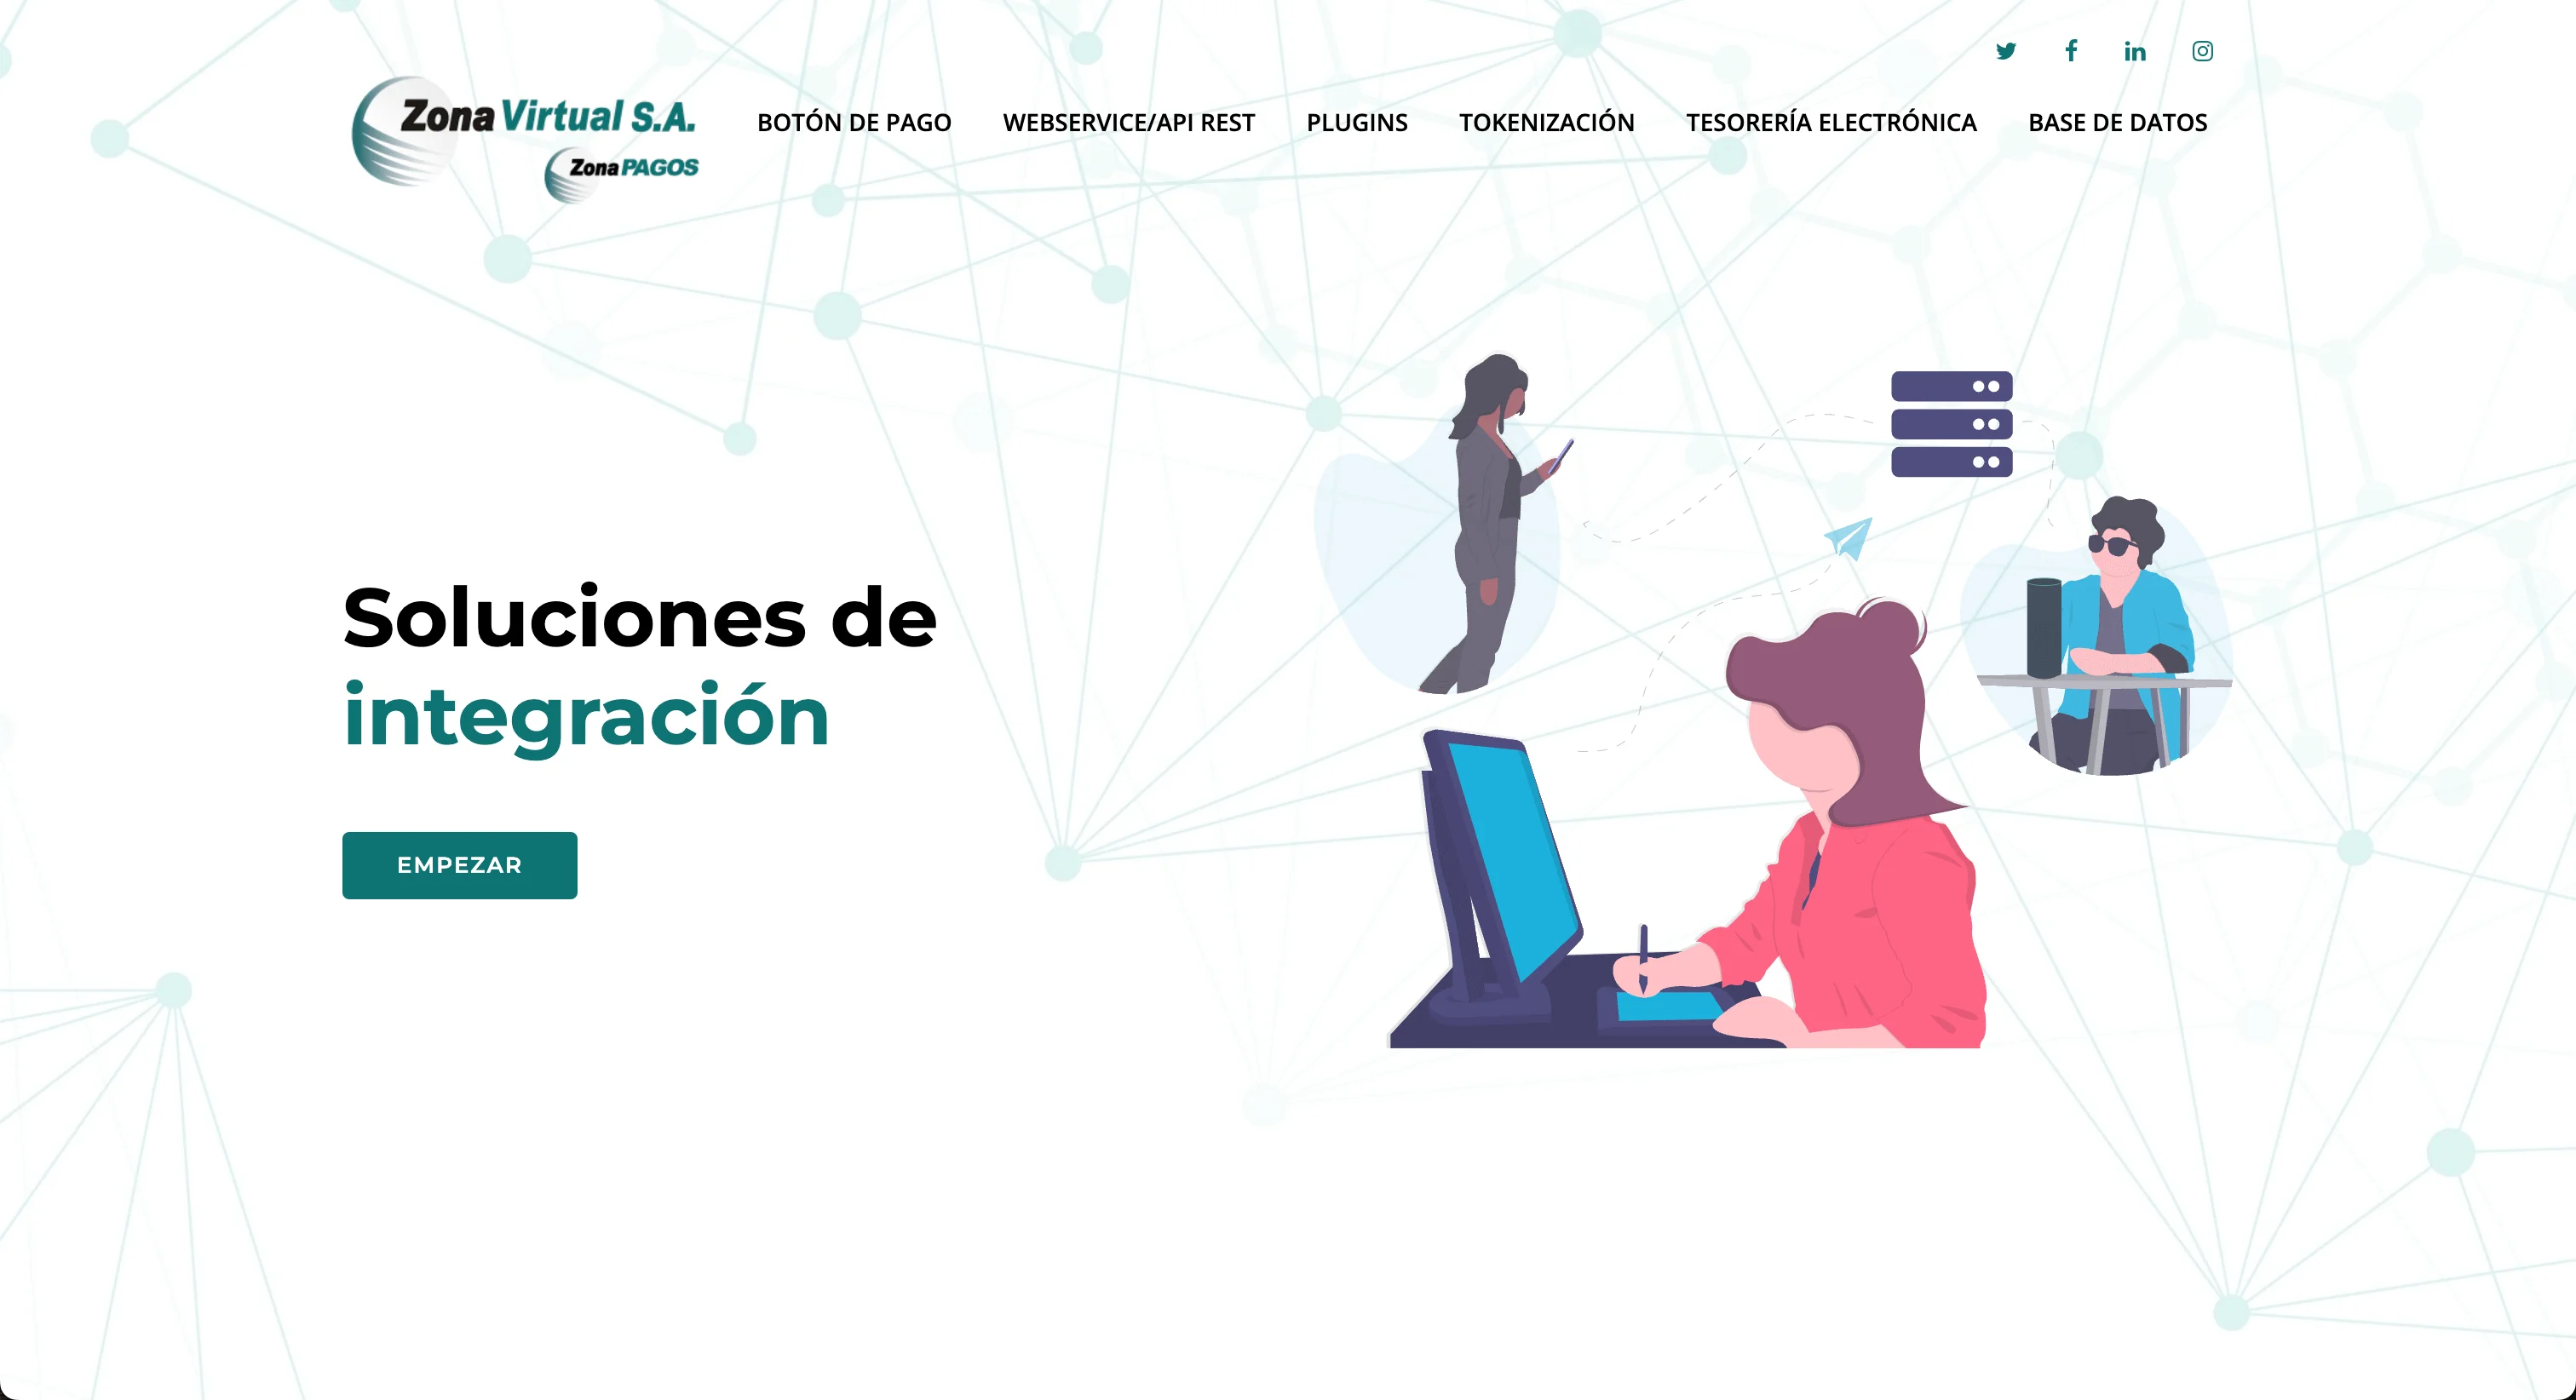 Zona Virtual S.A.
Zona PAGOS
BOTÓN DE PAGO WEBSERVICE/API REST PLUGINS TOKENIZACIÓN TESORERÍA ELECTRÓNICA BASE DE DATOS
Soluciones de
integración
EMPEZAR